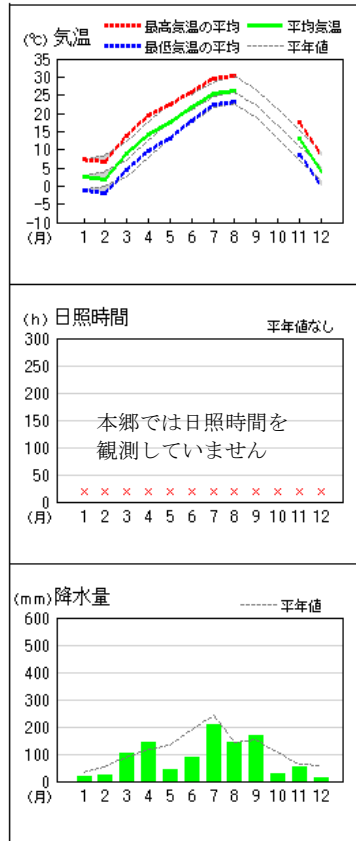 (℃) 気温
最高気温の平均 平均気温
最低気温の平均 平年値
35
30
25
20
15
10
5
0
-5
-10
(月) 1 2 3 4 5 6 7 8 9 10 11 12
(h) 日照時間
平年値なし
300
250
200
150
100
50
0
本郷では日照時間を
観測していません
(月) 1 2 3 4 5 6 7 8 9 10 11 12
(mm) 降水量
平年値
600
500
400
300
200
100
0
(月) 1 2 3 4 5 6 7 8 9 10 11 12